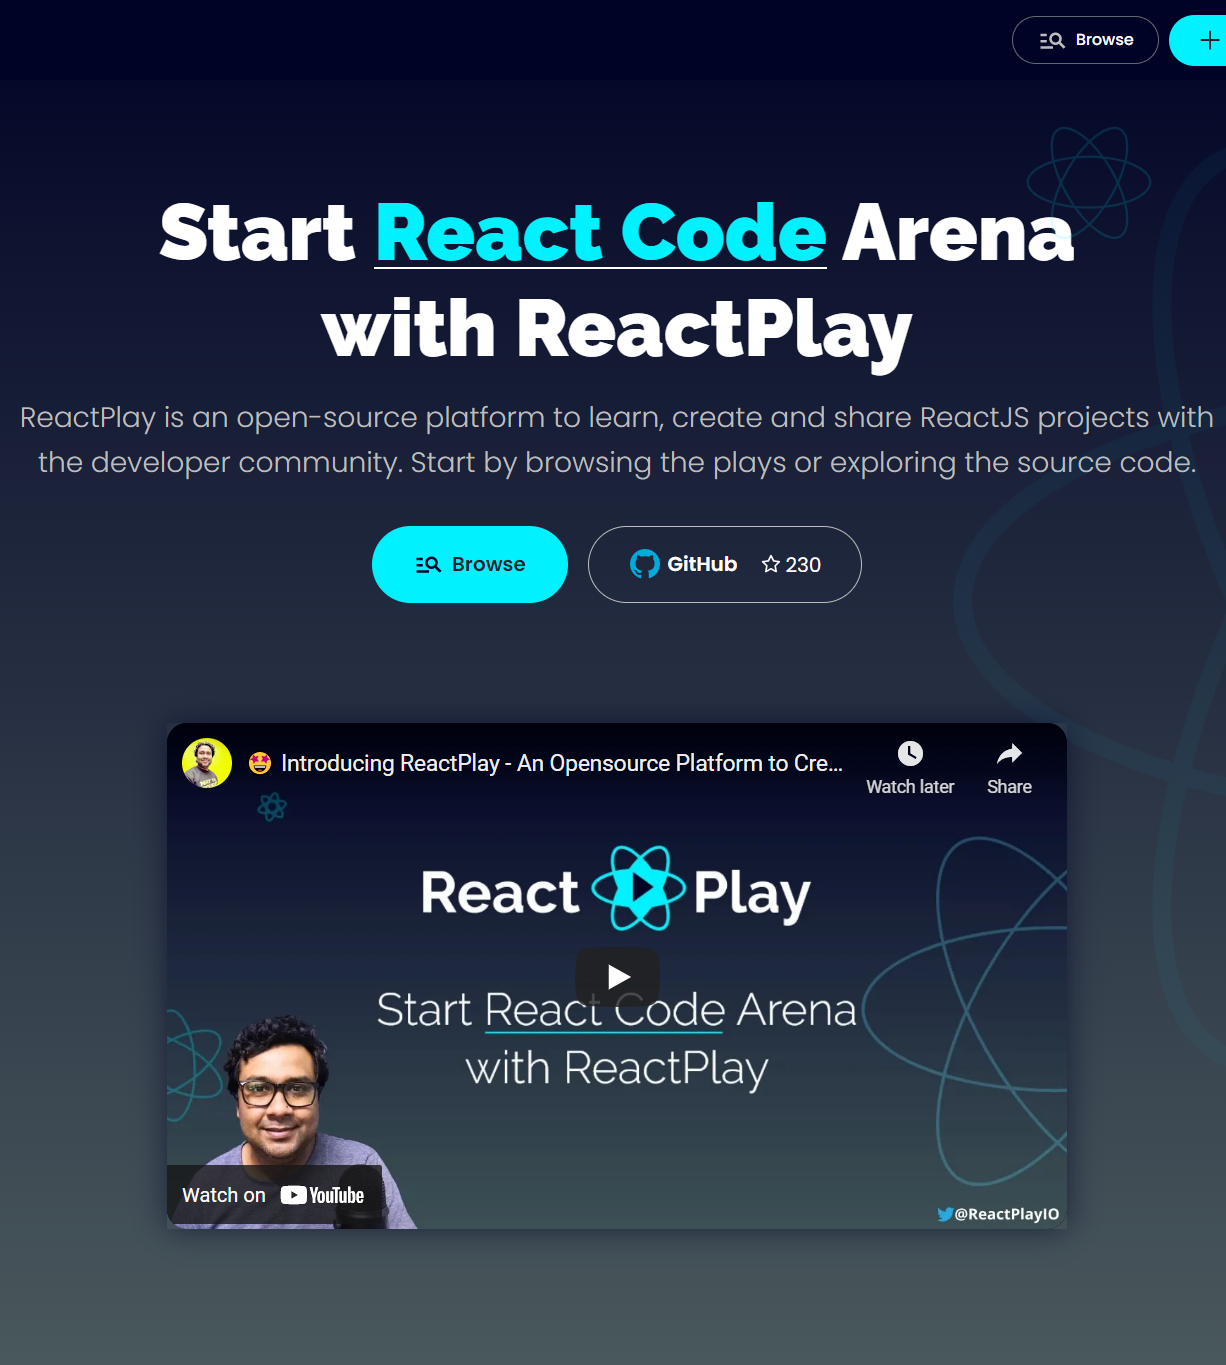 Browse
Start React Code Arena
with ReactPlay
ReactPlay is an open-source platform to learn, create and share ReactJS projects with
the developer community. Start by browsing the plays or exploring the source code.
Browse
GitHub 230
🤩 Introducing ReactPlay - An Opensource Platform to Cre...
Watch later
Share
React Play
Start React Code Arena
with ReactPlay
Watch on YouTube
@ReactPlayIO